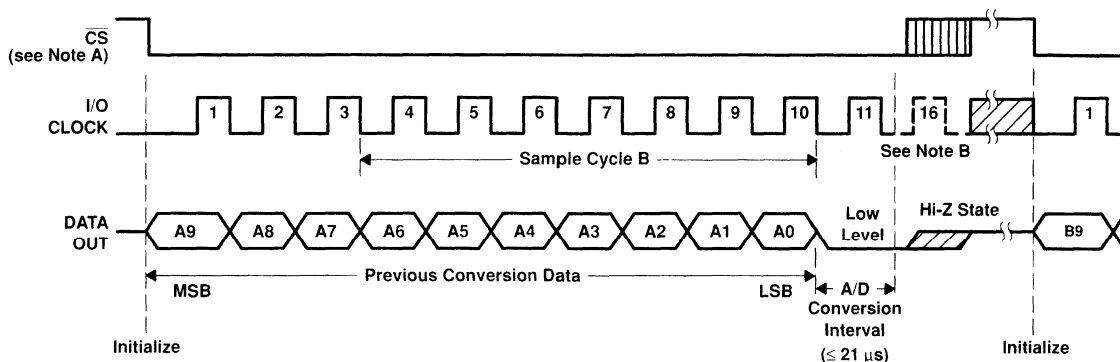 CS
(see Note A)
I/O
CLOCK
1 2 3 4 5 6 7 8 9 10 11 16 1
Sample Cycle B
See Note B
DATA
OUT
A9 A8 A7 A6 A5 A4 A3 A2 A1 A0
Low
Level
Hi-Z State
B9
Previous Conversion Data
MSB
LSB
A/D
Conversion
Interval
(≤ 21 μs)
Initialize
Initialize